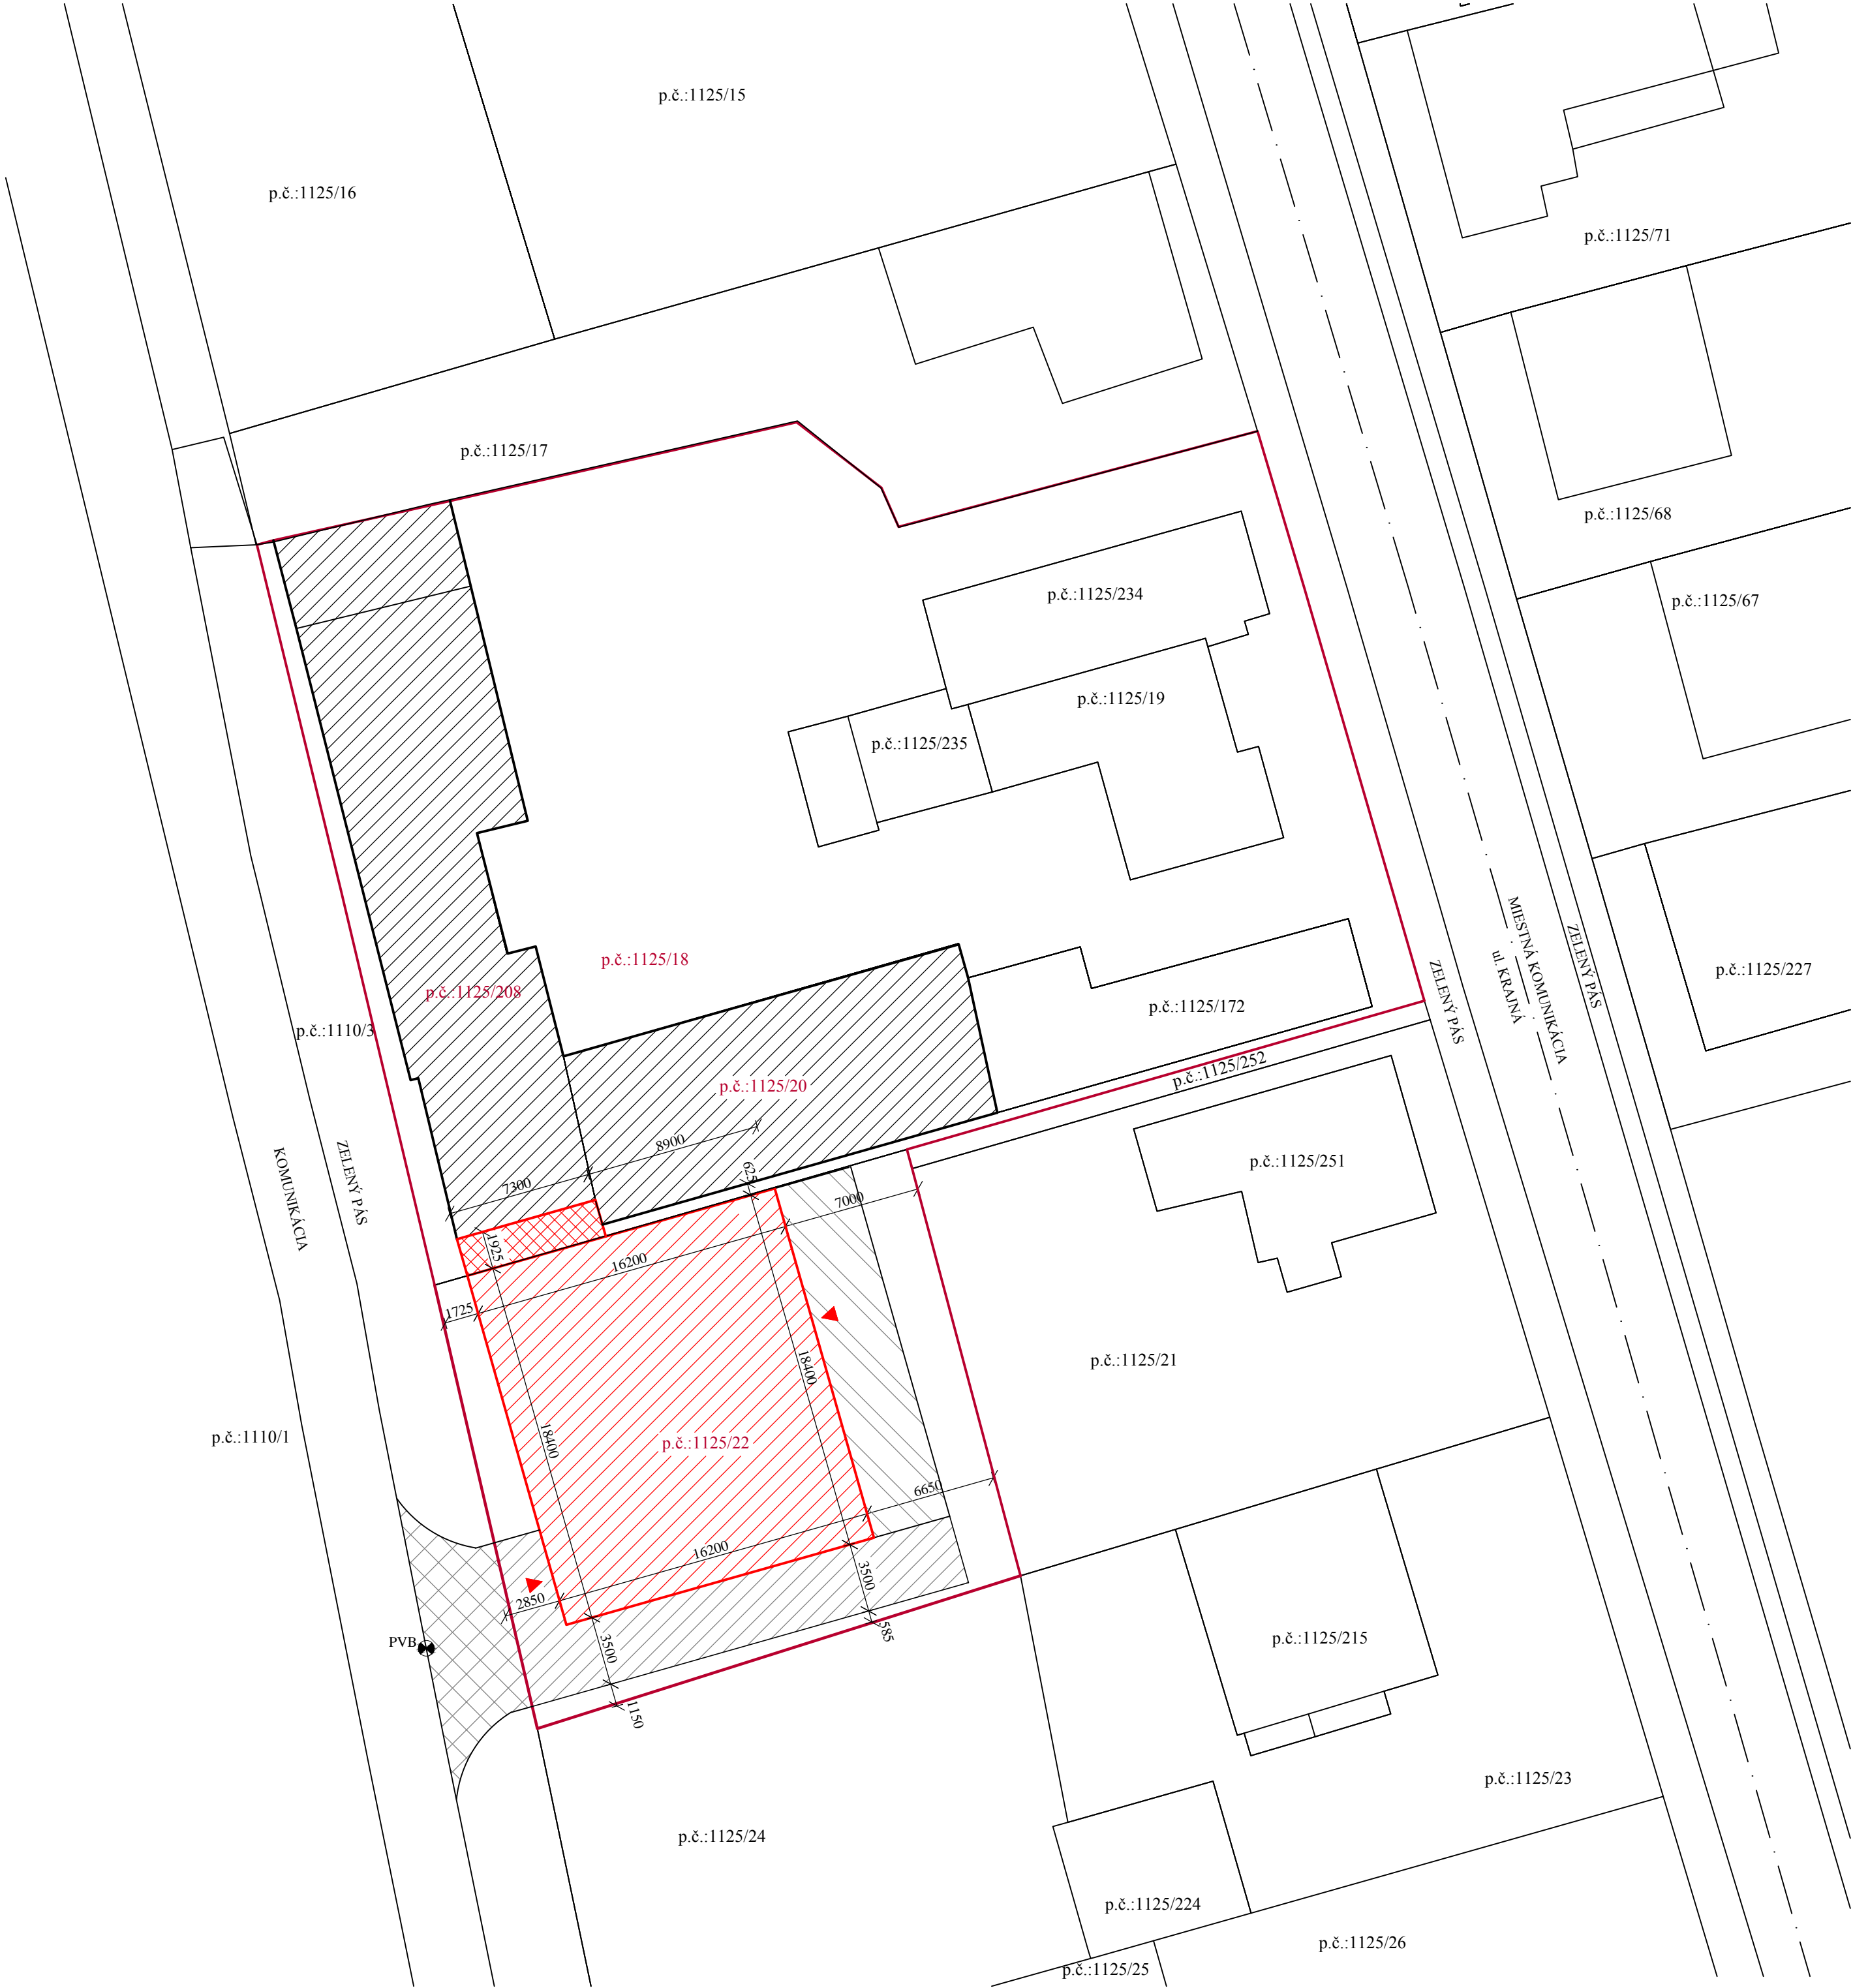 p.č.:1125/15
p.č.:1125/16
p.č.:1125/71
p.č.:1125/17
p.č.:1125/68
p.č.:1125/234
p.č.:1125/67
p.č.:1125/19
p.č.:1125/235
p.č.:1125/18
p.č.:1125/208
p.č.:1110/3
p.č.:1125/172
p.č.:1125/227
MIESTNÁ KOMUNIKÁCIA
ul. KRAJNÁ
ZELENÝ PÁS
ZELENÝ PÁS
p.č.:1125/20
p.č.:1125/252
p.č.:1125/251
KOMUNIKÁCIA
ZELENÝ PÁS
8900
7300
625
7000
1925
16200
1725
18400
18400
p.č.:1125/21
p.č.:1110/1
p.č.:1125/22
6650
16200
3500
2850
585
3500
1150
PVB
p.č.:1125/215
p.č.:1125/23
p.č.:1125/24
p.č.:1125/224
p.č.:1125/26
p.č.:1125/25